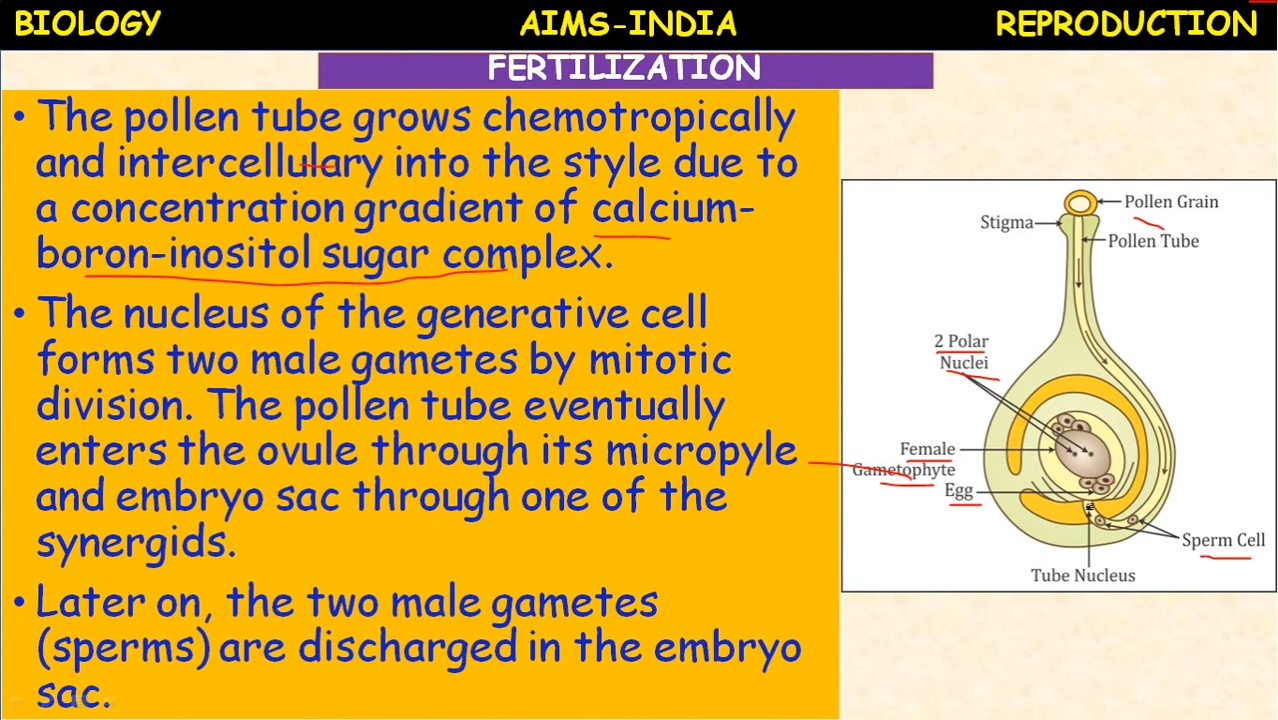 BIOLOGY AIMS-INDIA REPRODUCTION
FERTILIZATION
• The pollen tube grows chemotropically
and intercellulary into the style due to
a concentration gradient of calcium-
boron-inositol sugar complex.
• The nucleus of the generative cell
forms two male gametes by mitotic
division. The pollen tube eventually
enters the ovule through its micropyle
and embryo sac through one of the
synergids.
• Later on, the two male gametes
(sperms) are discharged in the embryo
sac.
Pollen Grain
Stigma
Pollen Tube
2 Polar
Nuclei
Female
Gametophyte
Egg
Sperm Cell
Tube Nucleus